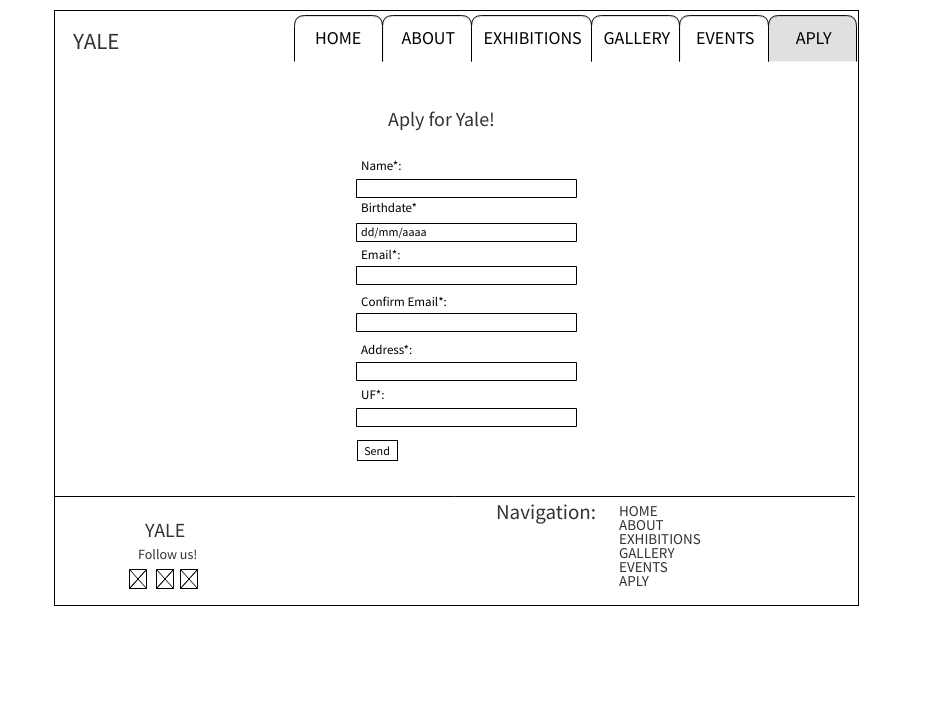 YALE
HOME
ABOUT
EXHIBITIONS
GALLERY
EVENTS
APLY
Aply for Yale!
Name*:
Birthdate*
dd/mm/aaaa
Email*:
Confirm Email*:
Address*:
UF*:
Send
YALE
Follow us!
Navigation:
HOME
ABOUT
EXHIBITIONS
GALLERY
EVENTS
APLY